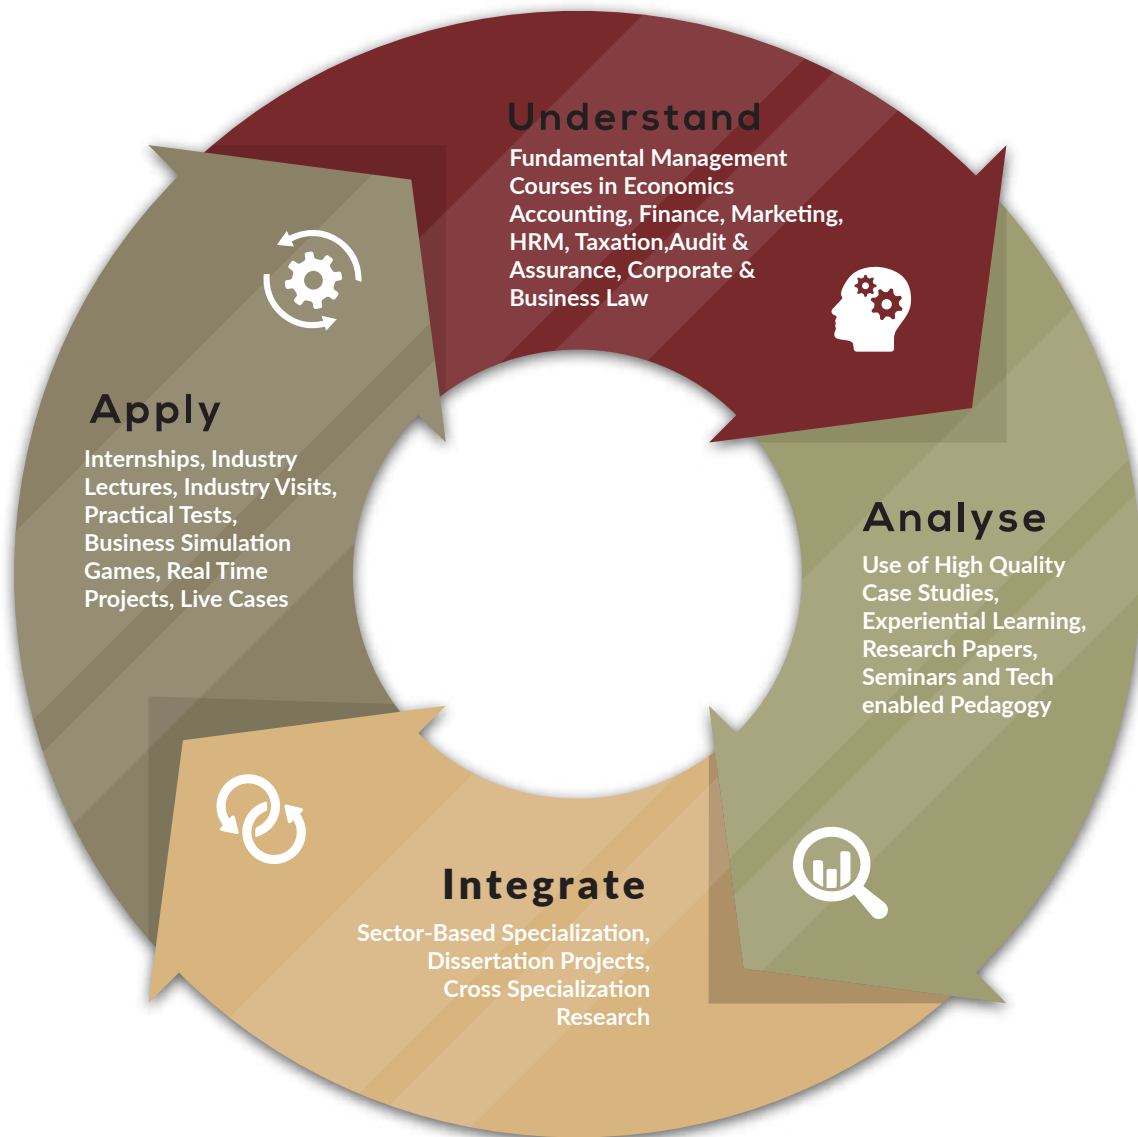 Understand
Fundamental Management
Courses in Economics
Accounting, Finance, Marketing,
HRM, Taxation,Audit &
Assurance, Corporate &
Business Law
Analyse
Use of High Quality
Case Studies,
Experiential Learning,
Research Papers,
Seminars and Tech
enabled Pedagogy
Integrate
Sector-Based Specialization,
Dissertation Projects,
Cross Specialization
Research
Apply
Internships, Industry
Lectures, Industry Visits,
Practical Tests,
Business Simulation
Games, Real Time
Projects, Live Cases